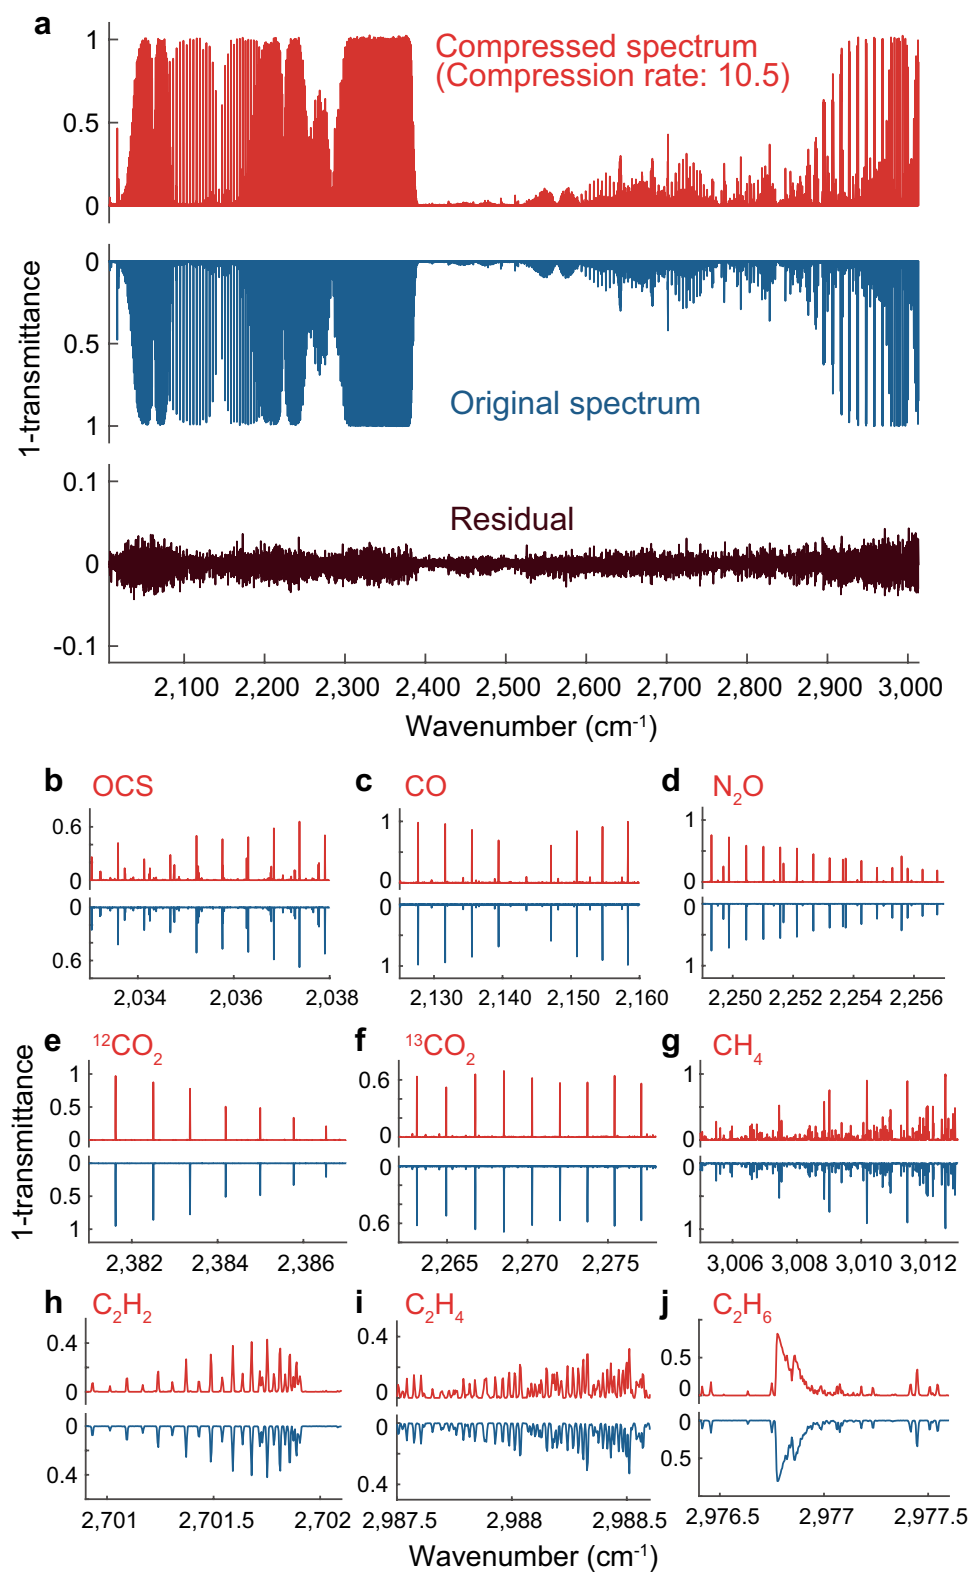 a
Compressed spectrum
(Compression rate: 10.5)
1
0.5
0
0
0.5
1
Original spectrum
1-transmittance
0.1
0
-0.1
Residual
2,100 2,200 2,300 2,400 2,500 2,600 2,700 2,800 2,900 3,000
Wavenumber (cm⁻¹)
b OCS
0.6
0
0
0.6
2,034 2,036 2,038
c CO
1
0
0
1
2,130 2,140 2,150 2,160
d N₂O
1
0
0
1
2,250 2,252 2,254 2,256
1-transmittance
e ¹²CO₂
1
0.5
0
0
0.5
1
2,382 2,384 2,386
f ¹³CO₂
0.6
0
0
0.6
2,265 2,270 2,275
g CH₄
1
0.5
0
0
0.5
1
3,006 3,008 3,010 3,012
h C₂H₂
0.4
0
0
0.4
2,701 2,701.5 2,702
i C₂H₄
0.4
0
0
0.4
2,987.5 2,988 2,988.5
j C₂H₆
0.5
0
0
0.5
2,976.5 2,977 2,977.5
Wavenumber (cm⁻¹)